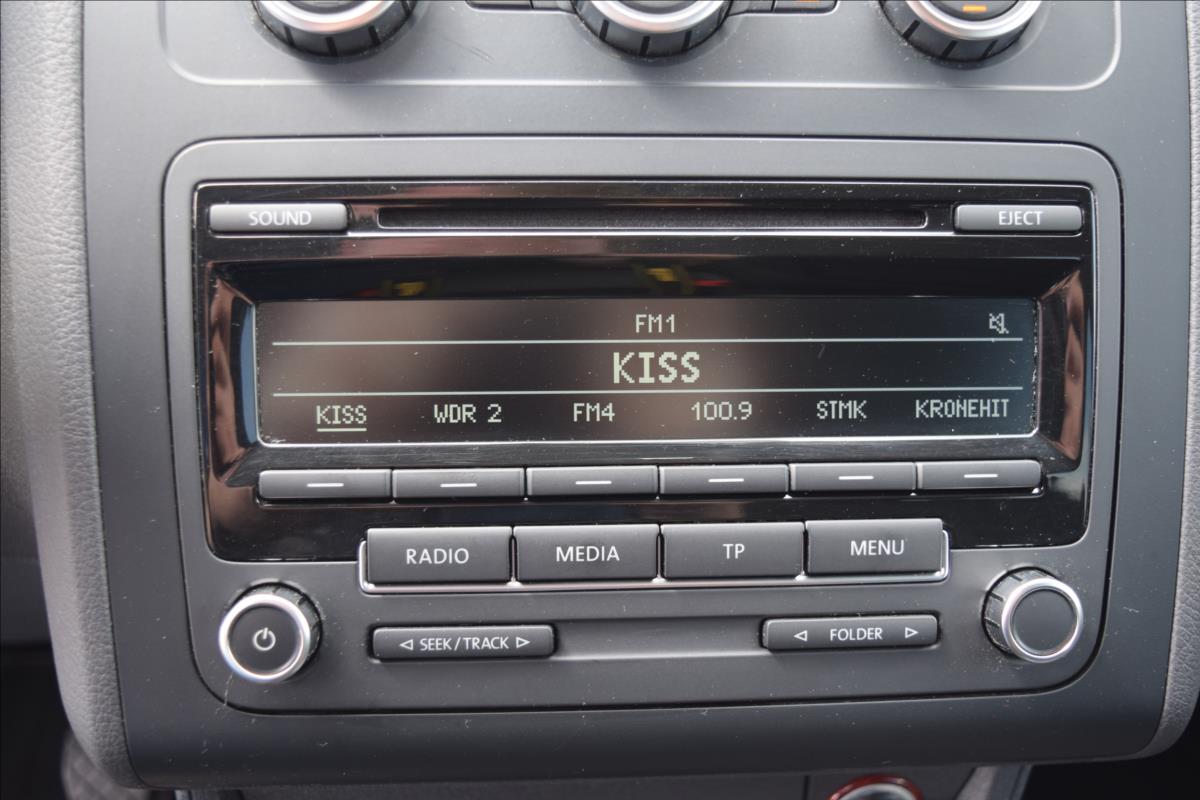 SOUND EJECT
FM1
KISS
KISS WDR 2 FM4 100.9 STMK KRONEHIT
RADIO MEDIA TP MENU
SEEK/TRACK FOLDER